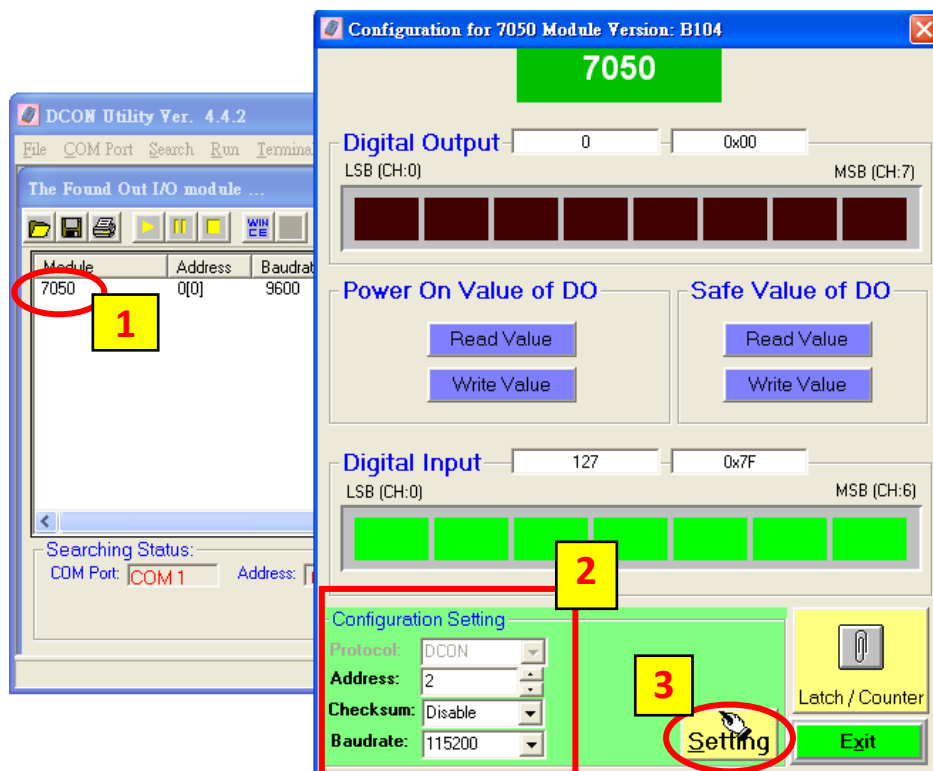 Configuration for 7050 Module Version: B104
7050
Digital Output
0
0x00
LSB (CH:0)
MSB (CH:7)
Power On Value of DO
Read Value
Write Value
Safe Value of DO
Read Value
Write Value
Digital Input
127
0x7F
LSB (CH:0)
MSB (CH:6)
2
Configuration Setting
Protocol: DCON
Address: 2
Checksum: Disable
Baudrate: 115200
3
Setting
Latch / Counter
Exit
DCON Utility Ver. 4.4.2
File COM Port Search Run
The Found Out I/O module ...
WIN CE
Module Address
7050 0[0] 9600
1
Searching Status:
COM Port: COM 1 Address: